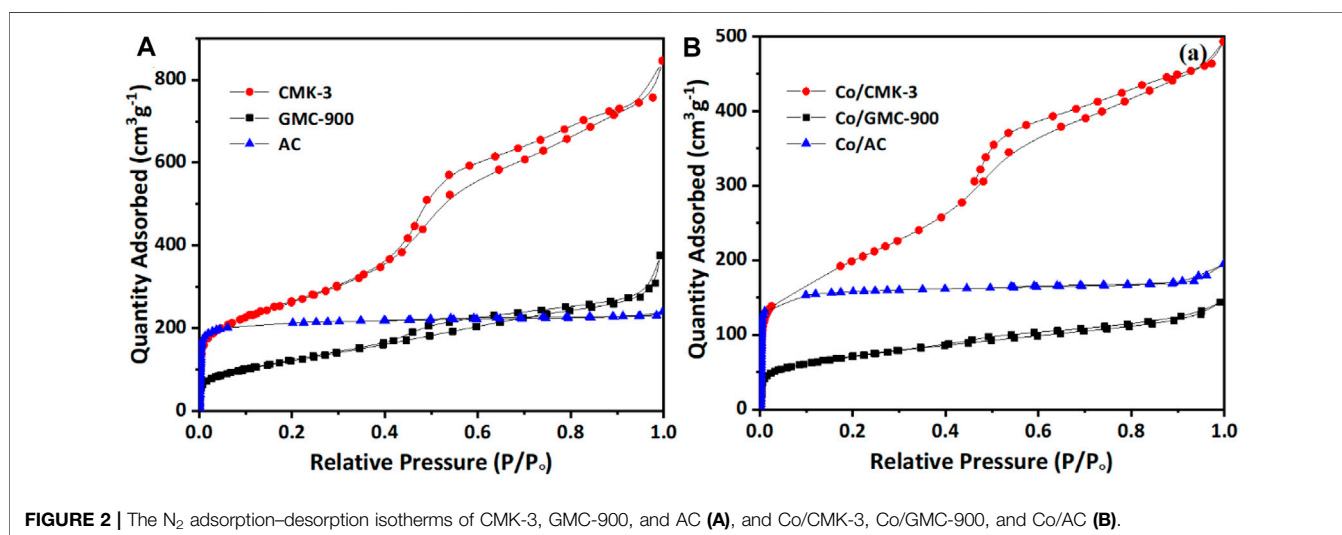 A
CMK-3
GMC-900
AC
Quantity Adsorbed (cm³g⁻¹)
800
600
400
200
0
0.0 0.2 0.4 0.6 0.8 1.0
Relative Pressure (P/Pₒ)
B
(a)
Co/CMK-3
Co/GMC-900
Co/AC
Quantity Adsorbed (cm³g⁻¹)
500
400
300
200
100
0
0.0 0.2 0.4 0.6 0.8 1.0
Relative Pressure (P/Pₒ)
FIGURE 2 | The N₂ adsorption–desorption isotherms of CMK-3, GMC-900, and AC (A), and Co/CMK-3, Co/GMC-900, and Co/AC (B).